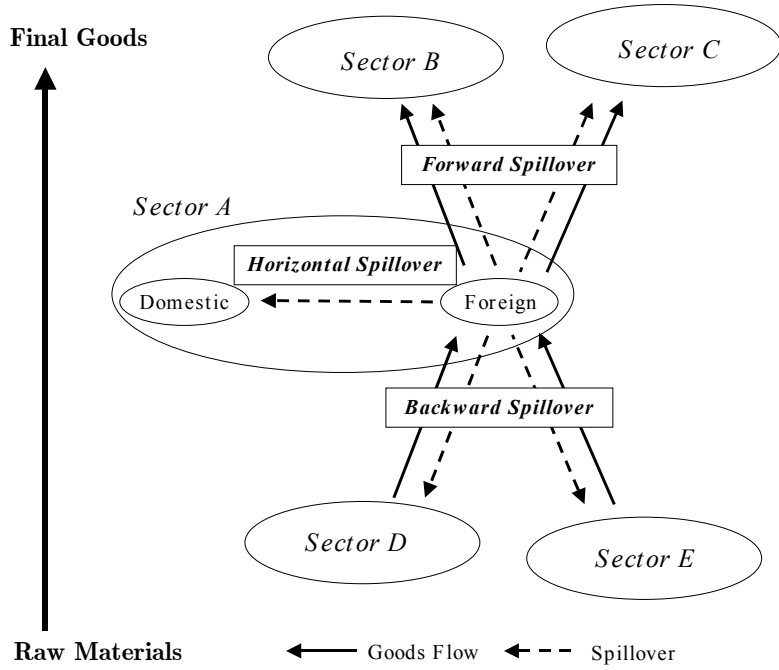 Final Goods
Sector B
Sector C
Forward Spillover
Sector A
Horizontal Spillover
Domestic
Foreign
Backward Spillover
Sector D
Sector E
Raw Materials
Goods Flow
Spillover